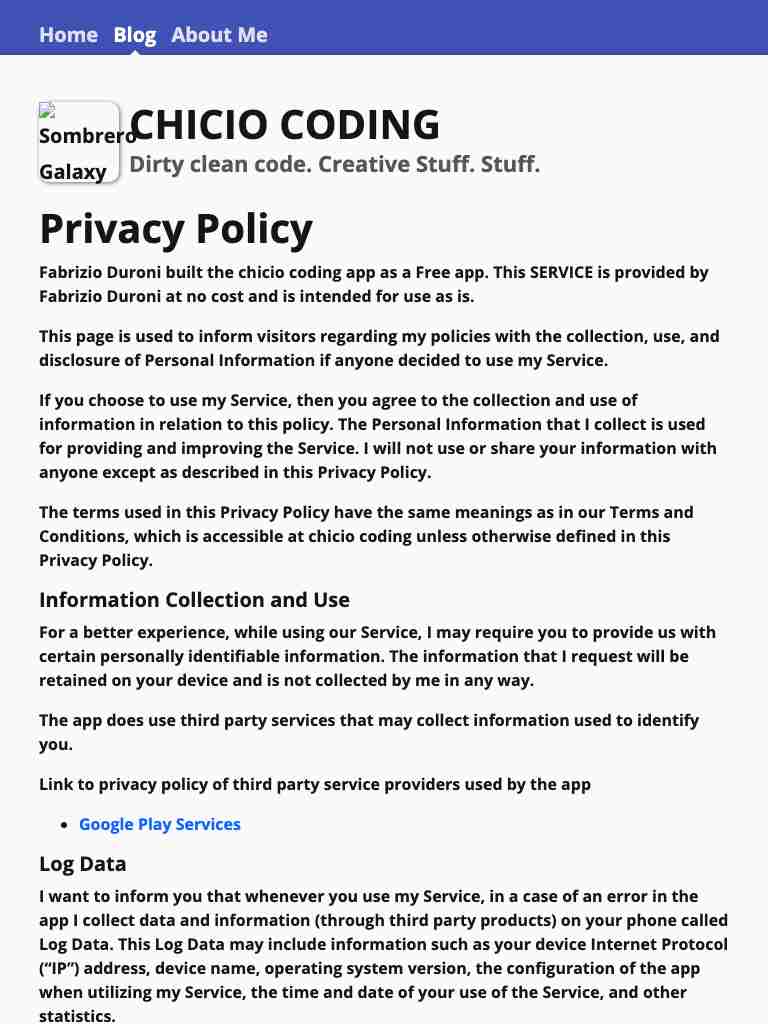 Home Blog About Me
Sombrero
Galaxy
CHICIO CODING
Dirty clean code. Creative Stuff. Stuff.
Privacy Policy
Fabrizio Duroni built the chicio coding app as a Free app. This SERVICE is provided by
Fabrizio Duroni at no cost and is intended for use as is.
This page is used to inform visitors regarding my policies with the collection, use, and
disclosure of Personal Information if anyone decided to use my Service.
If you choose to use my Service, then you agree to the collection and use of
information in relation to this policy. The Personal Information that I collect is used
for providing and improving the Service. I will not use or share your information with
anyone except as described in this Privacy Policy.
The terms used in this Privacy Policy have the same meanings as in our Terms and
Conditions, which is accessible at chicio coding unless otherwise defined in this
Privacy Policy.
Information Collection and Use
For a better experience, while using our Service, I may require you to provide us with
certain personally identifiable information. The information that I request will be
retained on your device and is not collected by me in any way.
The app does use third party services that may collect information used to identify
you.
Link to privacy policy of third party service providers used by the app
• Google Play Services
Log Data
I want to inform you that whenever you use my Service, in a case of an error in the
app I collect data and information (through third party products) on your phone called
Log Data. This Log Data may include information such as your device Internet Protocol
(“IP”) address, device name, operating system version, the configuration of the app
when utilizing my Service, the time and date of your use of the Service, and other
statistics.